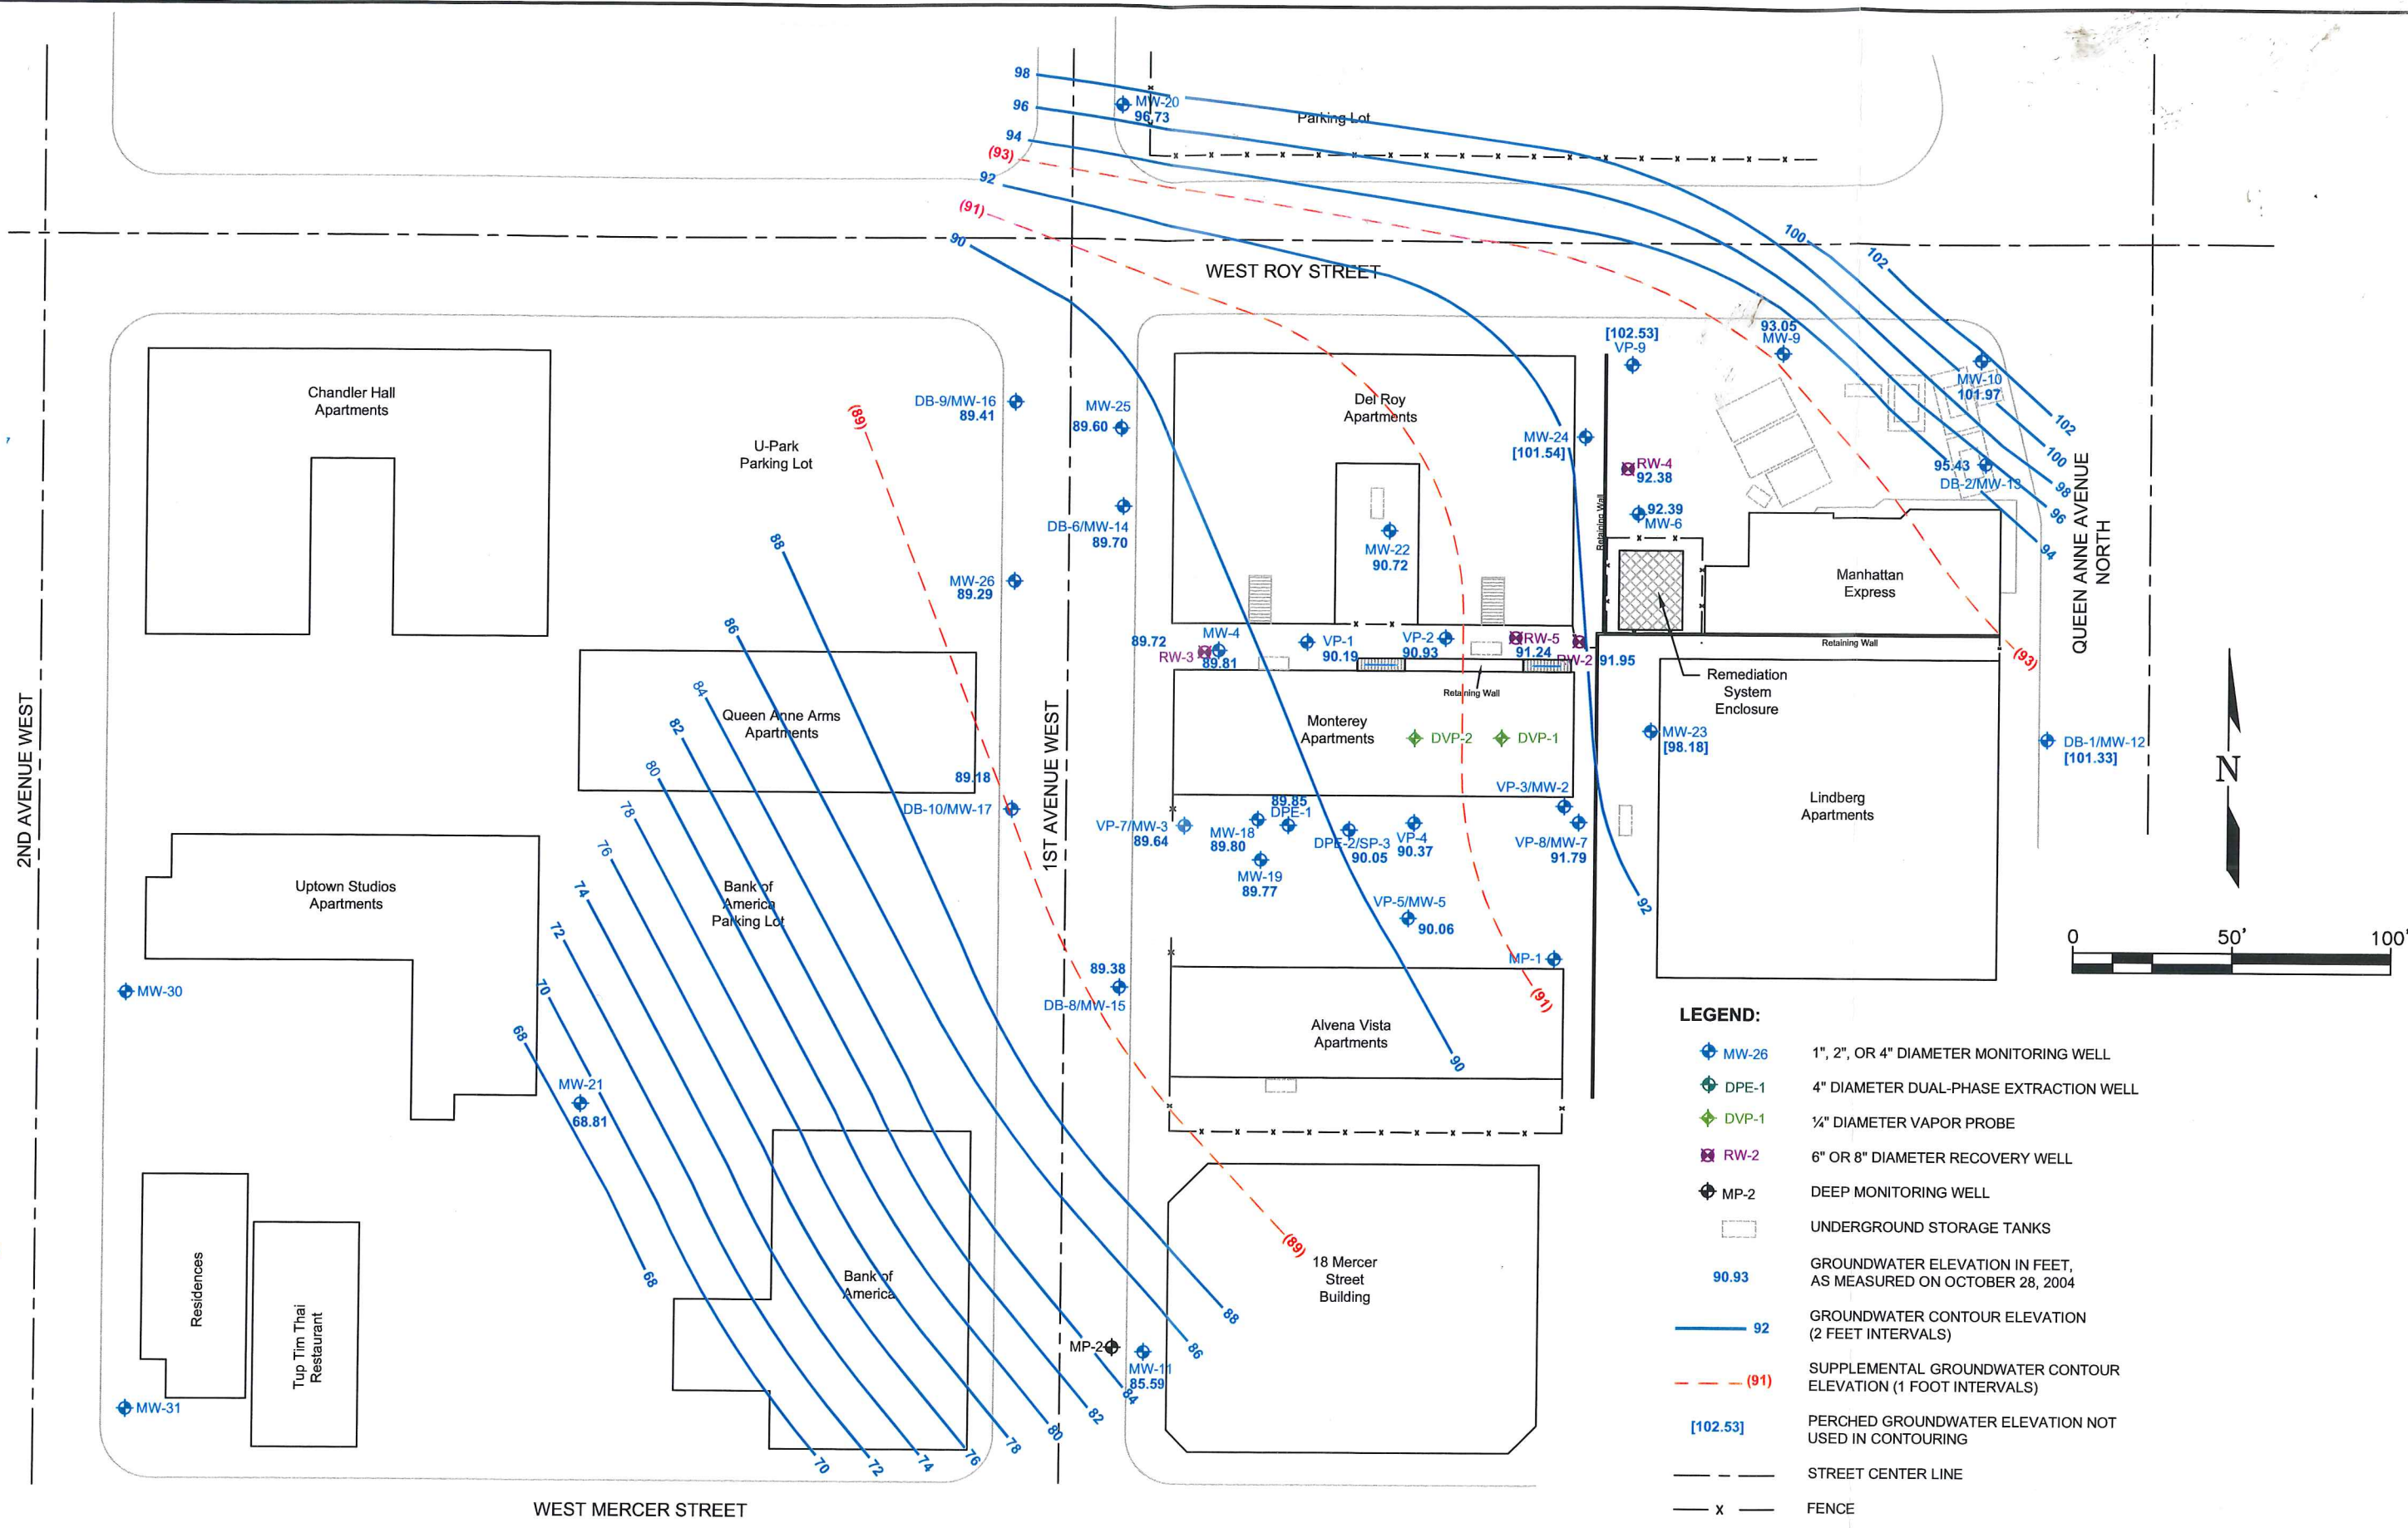 98
MW-20
96.73
96
Parking Lot
94
(93)
92
(91)
90
100
102
WEST ROY STREET
[102.53]
VP-9
93.05
MW-9
MW-10
101.97
102
100
98
96
94
95.43
DB-2/MW-13
Chandler Hall
Apartments
U-Park
Parking Lot
(89)
DB-9/MW-16
89.41
MW-25
89.60
DB-6/MW-14
89.70
MW-26
89.29
Del Roy
Apartments
MW-24
[101.54]
RW-4
92.38
92.39
MW-6
MW-22
90.72
Retaining Wall
Manhattan
Express
QUEEN ANNE AVENUE
NORTH
88
86
84
82
80
78
76
74
72
70
68
89.72
MW-4
RW-3
89.81
VP-1
90.19
VP-2
90.93
RW-5
91.24
RW-2
91.95
Retaining Wall
Retaining Wall
Remediation
System
Enclosure
(93)
Queen Anne Arms
Apartments
Monterey
Apartments
DVP-2
DVP-1
MW-23
[98.18]
DB-1/MW-12
[101.33]
N
2ND AVENUE WEST
1ST AVENUE WEST
89.18
DB-10/MW-17
VP-7/MW-3
89.64
MW-18
89.80
89.85
DPE-1
MW-19
89.77
DPE-2/SP-3
90.05
VP-4
90.37
VP-3/MW-2
VP-8/MW-7
91.79
Lindberg
Apartments
Uptown Studios
Apartments
Bank of
America
Parking Lot
VP-5/MW-5
90.06
92
MP-1
(91)
89.38
DB-8/MW-15
MW-30
Alvena Vista
Apartments
90
MW-21
68.81
0
50'
100'
LEGEND:
MW-26 1", 2", OR 4" DIAMETER MONITORING WELL
DPE-1 4" DIAMETER DUAL-PHASE EXTRACTION WELL
DVP-1 ¼" DIAMETER VAPOR PROBE
RW-2 6" OR 8" DIAMETER RECOVERY WELL
MP-2 DEEP MONITORING WELL
UNDERGROUND STORAGE TANKS
90.93 GROUNDWATER ELEVATION IN FEET,
AS MEASURED ON OCTOBER 28, 2004
92 GROUNDWATER CONTOUR ELEVATION
(2 FEET INTERVALS)
(91) SUPPLEMENTAL GROUNDWATER CONTOUR
ELEVATION (1 FOOT INTERVALS)
[102.53] PERCHED GROUNDWATER ELEVATION NOT
USED IN CONTOURING
STREET CENTER LINE
X FENCE
Residences
Tup Tim Thai
Restaurant
68
Bank of
America
(89)
18 Mercer
Street
Building
88
86
MP-2
MW-11
85.59
84
82
80
78
76
74
72
70
MW-31
WEST MERCER STREET